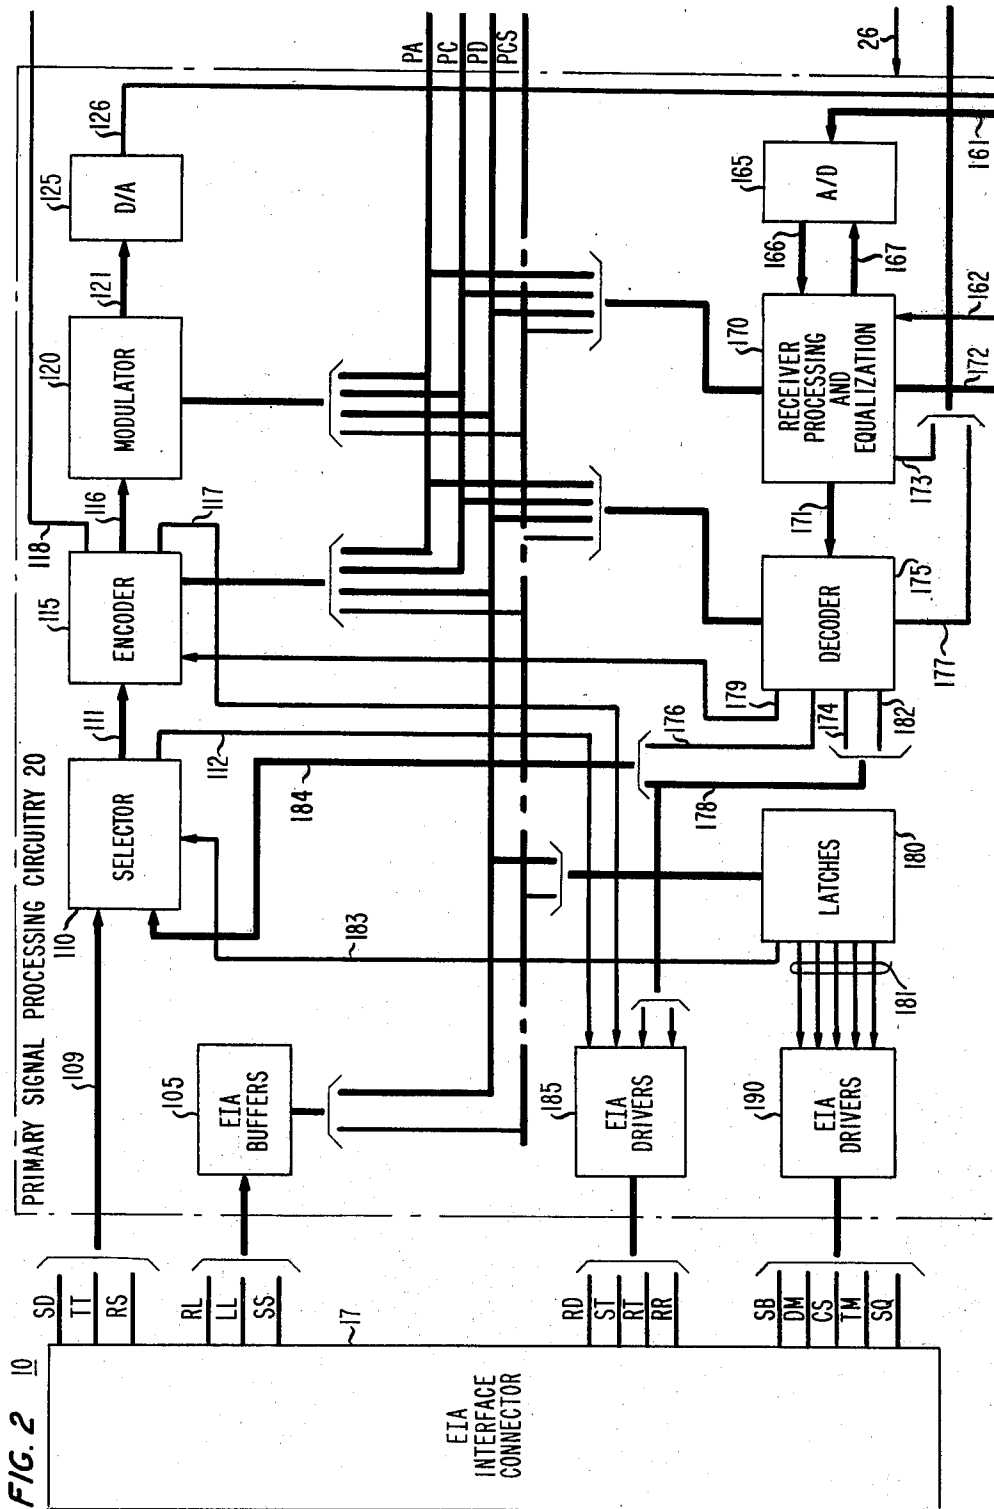 FIG. 2
10
EIA
INTERFACE
CONNECTOR
17
SD
TT
RS
RL
LL
SS
RD
ST
RT
RR
SB
DM
CS
TM
SQ
PRIMARY SIGNAL PROCESSING CIRCUITRY 20
109
105
EIA
BUFFERS
185
EIA
DRIVERS
190
EIA
DRIVERS
110
SELECTOR
111
112
183
184
181
LATCHES
180
178
176
174
182
179
115
ENCODER
116
117
118
DECODER
175
177
171
173
120
MODULATOR
121
170
RECEIVER
PROCESSING
AND
EQUALIZATION
172
162
166
167
125
D/A
126
165
A/D
161
PA
PC
PD
PCS
26